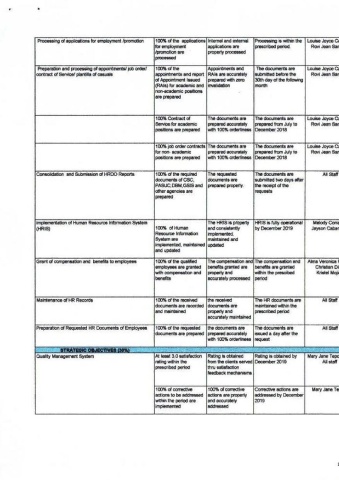 Processing of applications for employment /promotion
100% of the applications
for employment
/promotion are
processed
Internal and external
applications are
properly processed
Processing is within the
prescribed period.
Louise Joyce
Rovi Jean
Preparation and processing of appointments/ job order/
contract of Service/ plantilla of casuals
100% of the
appointments and report
of Appointment Issued
(RAIs) for academic and
non-academic positions
are prepared
Appointments and
RAIs are accurately
prepared with zero
invalidation
The documents are
submitted before the
30th day of the following
month
Louise Joyce
Rovi Jean
100% Contract of
Service for academic
positions are prepared
The documents are
prepared accurately
with 100% orderliness
The documents are
prepared from July to
December 2018
Louise Joyce
Rovi Jean
100% job order contracts
for non- academic
positions are prepared
The documents are
prepared accurately
with 100% orderliness
The documents are
prepared from July to
December 2018
Louise Joyce
Rovi Jean
Consolidation and Submission of HRDO Reports
100% of the required
documents of CSC,
PASUC,DBM,GSIS and
other agencies are
prepared
The requested
documents are
prepared properly
The documents are
submitted two days after
the receipt of the
requests
All Staff
Implementation of Human Resource Information System
(HRIS)
100% of Human
Resource Information
System are
implemented, maintained
and updated
The HRIS is properly
and consistently
implemented,
maintained and
updated
HRIS is fully operational
by December 2019
Melody
Jayson
Grant of compensation and benefits to employees
100% of the qualified
employees are granted
with compensation and
benefits
The compensation and
benefits granted are
properly and
accurately processed
The compensation and
benefits are granted
within the prescribed
period
Alma Veronica
Christian
Kristel
Maintenance of HR Records
100% of the received
documents are recorded
and maintained
the received
documents are
properly and
accurately maintained
The HR documents are
maintained within the
prescribed period
All Staff
Preparation of Requested HR Documents of Employees
100% of the requested
documents are prepared
the documents are
prepared accurately
with 100% orderliness
The documents are
issued a day after the
request
All Staff
STRATEGIC OBJECTIVES (30%)
Quality Management System
At least 3.0 satisfaction
rating within the
prescribed period
Rating is obtained
from the clients served
thru satisfaction
feedback mechanisms
Rating is obtained by
December 2019
Mary Jane
All staff
100% of corrective
actions to be addressed
within the period are
implemented
100% of corrective
actions are properly
and accurately
addressed
Corrective actions are
addressed by December
2019
Mary Jane